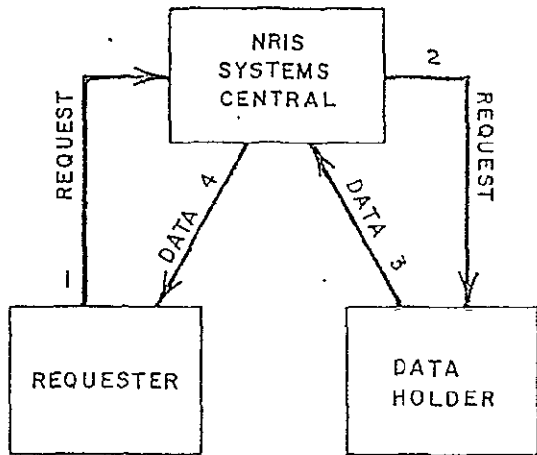 NRIS
SYSTEMS
CENTRAL
2
REQUEST
REQUEST
1
DATA 4
DATA 3
REQUESTER
DATA
HOLDER